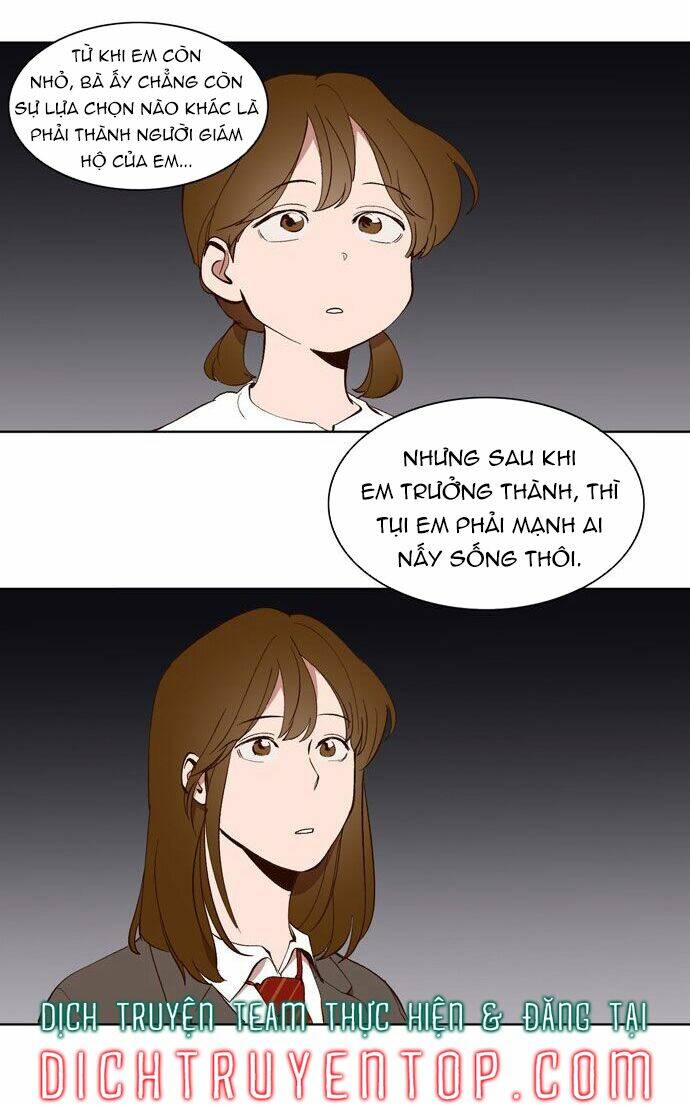 TỪ KHI EM CÒN
NHỎ, BÀ ẤY CHẲNG CÒN
SỰ LỰA CHỌN NÀO KHÁC LÀ
PHẢI THÀNH NGƯỜI GIÁM
HỘ CỦA EM...
NHƯNG SAU KHI
EM TRƯỞNG THÀNH, THÌ
TỤI EM PHẢI MẠNH AI
NẤY SỐNG THÔI.
DỊCH TRUYỆN TEAM THỰC HIỆN & ĐĂNG TẠI
DICHTRUYENTOP.COM